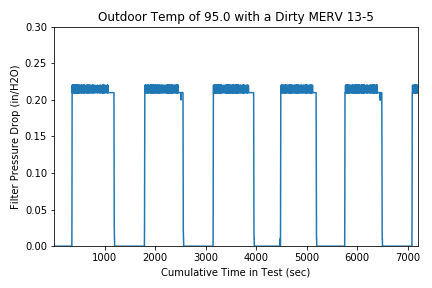 Outdoor Temp of 95.0 with a Dirty MERV 13-5
Filter Pressure Drop (in/H2O)
0.30
0.25
0.20
0.15
0.10
0.05
0.00
1000 2000 3000 4000 5000 6000 7000
Cumulative Time in Test (sec)